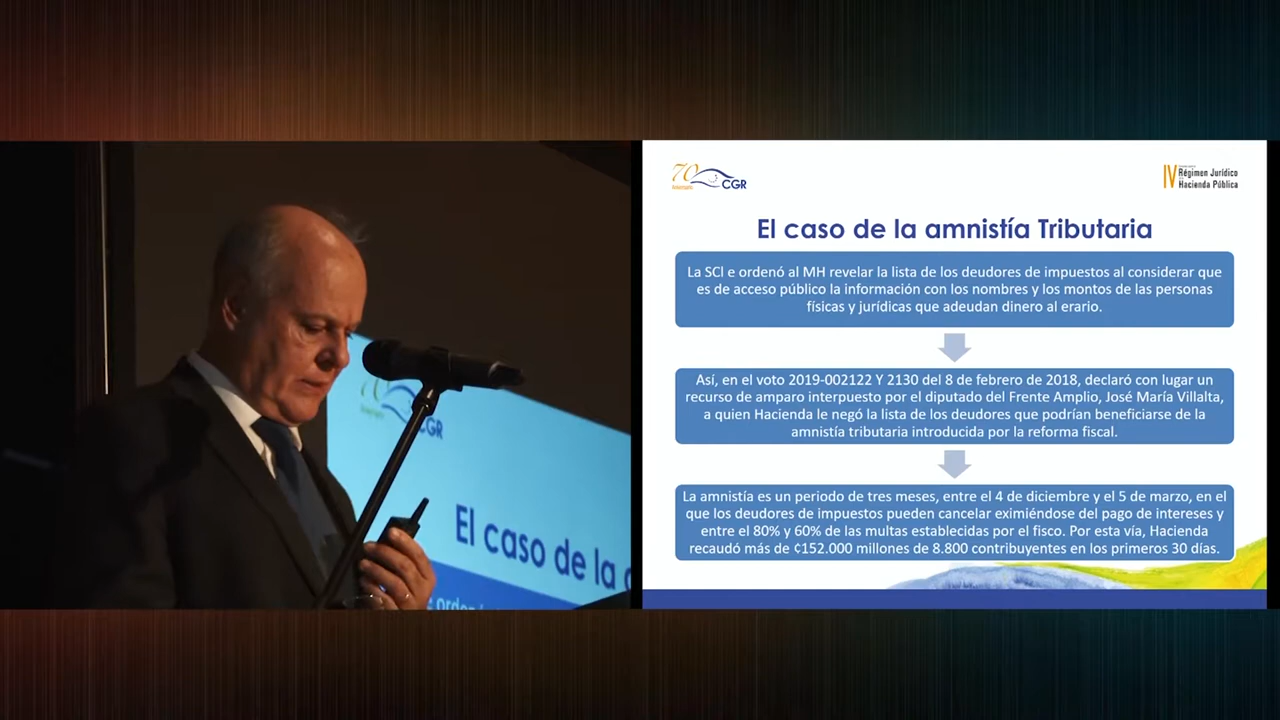 70
CGR
IV
Régimen Jurídico
Hacienda Pública
El caso de la amnistía Tributaria
La SCl e ordenó al MH revelar la lista de los deudores de impuestos al considerar que
es de acceso público la información con los nombres y los montos de las personas
físicas y jurídicas que adeudan dinero al erario.
Así, en el voto 2019-002122 Y 2130 del 8 de febrero de 2018, declaró con lugar un
recurso de amparo interpuesto por el diputado del Frente Amplio, José María Villalta,
a quien Hacienda le negó la lista de los deudores que podrían beneficiarse de la
amnistía tributaria introducida por la reforma fiscal.
La amnistía es un periodo de tres meses, entre el 4 de diciembre y el 5 de marzo, en el
que los deudores de impuestos pueden cancelar eximiéndose del pago de intereses y
entre el 80% y 60% de las multas establecidas por el fisco. Por esta vía, Hacienda
recaudó más de ¢152.000 millones de 8.800 contribuyentes en los primeros 30 días.
CGR
El caso de la